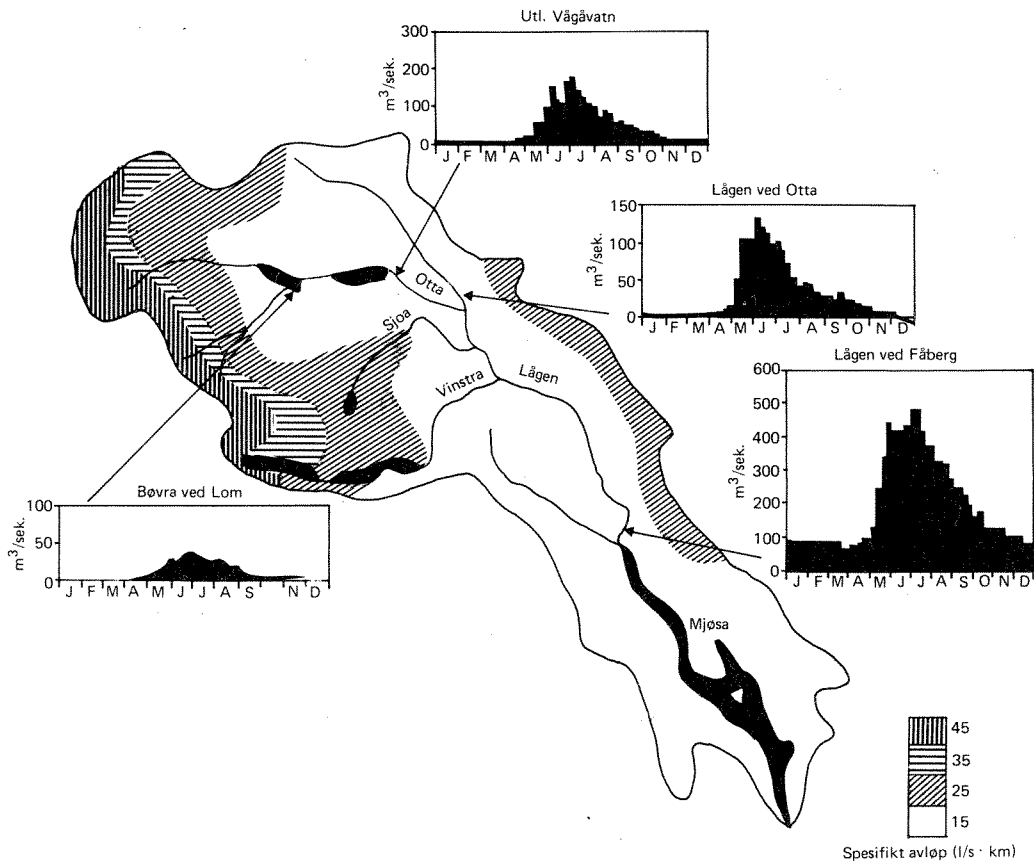 Utl. Vågåvatn
300
200
100
0
m³/sek.
J F M A M J J A S O N D
Lågen ved Otta
150
100
50
0
m³/sek.
J F M A M J J A S O N D
Lågen ved Fåberg
600
500
400
300
200
100
0
m³/sek.
J F M A M J J A S O N D
Otta
Sjoa
Vinstra
Lågen
Bøvra ved Lom
100
50
0
m³/sek.
J F M A M J J A S N D
Mjøsa
45
35
25
15
Spesifikt avløp (l/s · km)